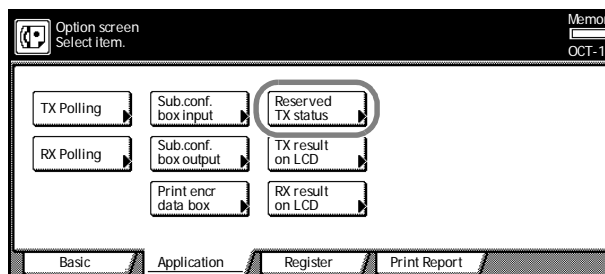 Option screen
Select item.
Memor
OCT-1
TX Polling
Sub.conf.
box input
Reserved
TX status
RX Polling
Sub.conf.
box output
TX result
on LCD
Print encr
data box
RX result
on LCD
Basic
Application
Register
Print Report